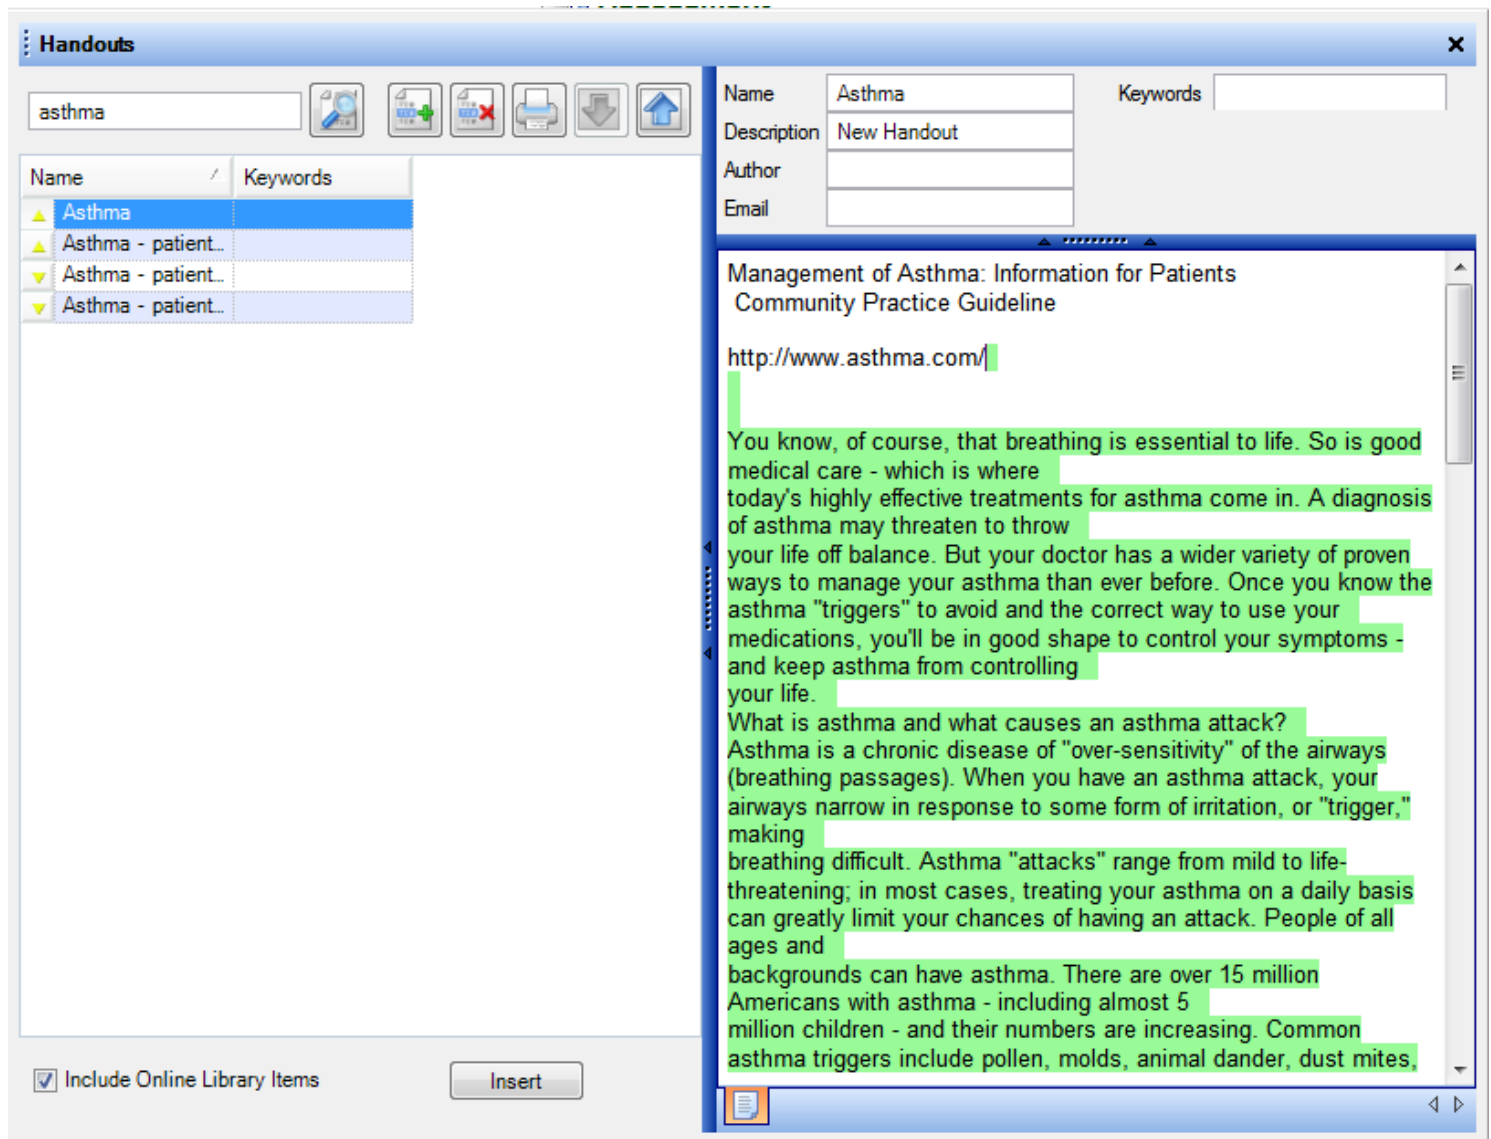 Handouts
asthma
Name
Keywords
Asthma
Asthma - patient...
Asthma - patient...
Asthma - patient...
Include Online Library Items
Insert
Name
Asthma
Keywords
Description
New Handout
Author
Email
Management of Asthma: Information for Patients
Community Practice Guideline
http://www.asthma.com/
You know, of course, that breathing is essential to life. So is good
medical care - which is where
today's highly effective treatments for asthma come in. A diagnosis
of asthma may threaten to throw
your life off balance. But your doctor has a wider variety of proven
ways to manage your asthma than ever before. Once you know the
asthma "triggers" to avoid and the correct way to use your
medications, you'll be in good shape to control your symptoms -
and keep asthma from controlling
your life.
What is asthma and what causes an asthma attack?
Asthma is a chronic disease of "over-sensitivity" of the airways
(breathing passages). When you have an asthma attack, your
airways narrow in response to some form of irritation, or "trigger,"
making
breathing difficult. Asthma "attacks" range from mild to life-
threatening; in most cases, treating your asthma on a daily basis
can greatly limit your chances of having an attack. People of all
ages and
backgrounds can have asthma. There are over 15 million
Americans with asthma - including almost 5
million children - and their numbers are increasing. Common
asthma triggers include pollen, molds, animal dander, dust mites,